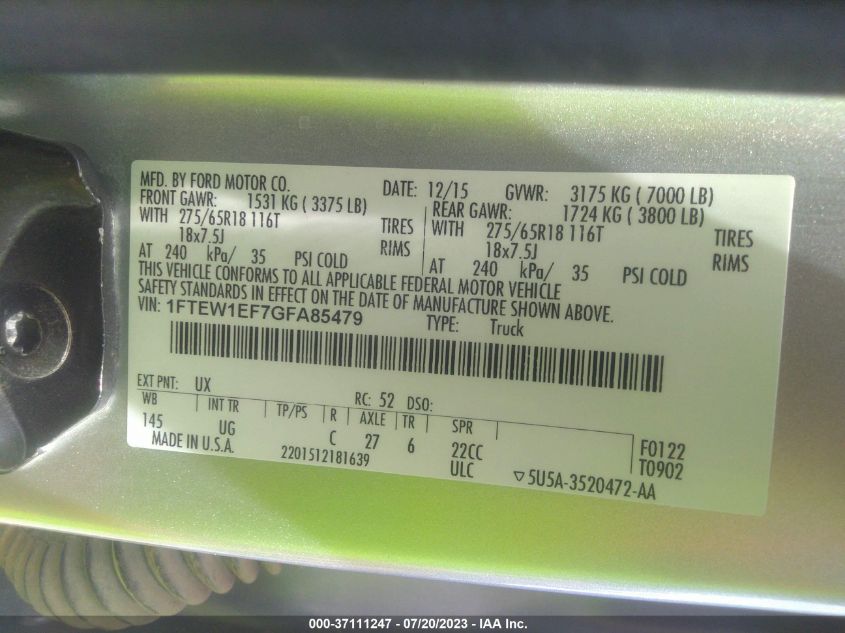 MFD. BY FORD MOTOR CO. DATE: 12/15 GVWR: 3175 KG ( 7000 LB)
FRONT GAWR: 1531 KG ( 3375 LB) REAR GAWR: 1724 KG ( 3800 LB)
WITH 275/65R18 116T TIRES WITH 275/65R18 116T TIRES
18x7.5J RIMS 18x7.5J RIMS
AT 240 kPa/ 35 PSI COLD AT 240 kPa/ 35 PSI COLD
THIS VEHICLE CONFORMS TO ALL APPLICABLE FEDERAL MOTOR VEHICLE
SAFETY STANDARDS IN EFFECT ON THE DATE OF MANUFACTURE SHOWN ABOVE.
VIN: 1FTEW1EF7GFA85479 TYPE: Truck
EXT PNT: UX RC: 52 DSO:
WB INT TR TP/PS R AXLE TR SPR
145 UG C 27 6 22CC F0122
MADE IN U.S.A. 2201512181639 ULC ▽5U5A-3520472-AA T0902
000-37111247 - 07/20/2023 - IAA Inc.